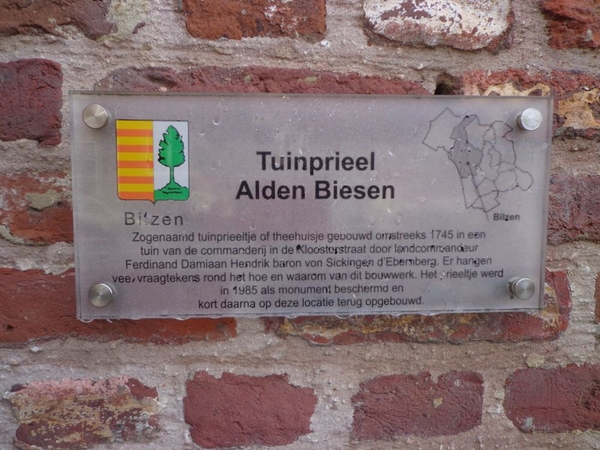 Tuinprieel
Alden Biesen
Bilzen
Bilzen
Zogenaamd tuinprieeltje of theehuisje gebouwd omstreeks 1745 in een
tuin van de commanderij in de Kloosterstraat door landcommandeur
Ferdinand Damiaan Hendrik baron von Sickingen d'Ebernberg. Er hangen
veel vraagtekens rond het hoe en waarom van dit bouwwerk. Het prieeltje werd
in 1985 als monument beschermd en
kort daarna op deze locatie terug opgebouwd.